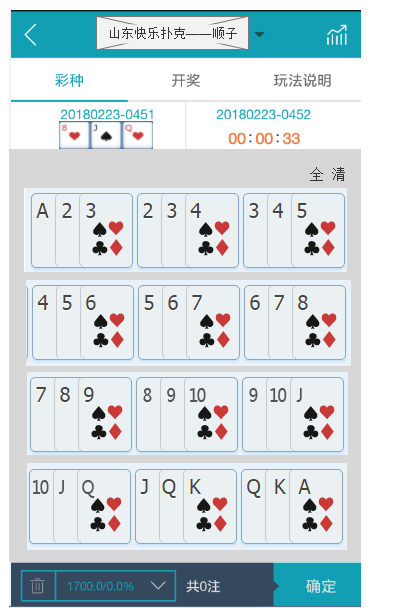 山东快乐扑克——顺子
彩种 开奖 玩法说明
20180223-0451 20180223-0452
8 J Q 00:00:33
全 清
A 2 3 2 3 4 3 4 5
4 5 6 5 6 7 6 7 8
7 8 9 8 9 10 9 10 J
10 J Q J Q K Q K A
1700.0/0.0% 共0注 确定